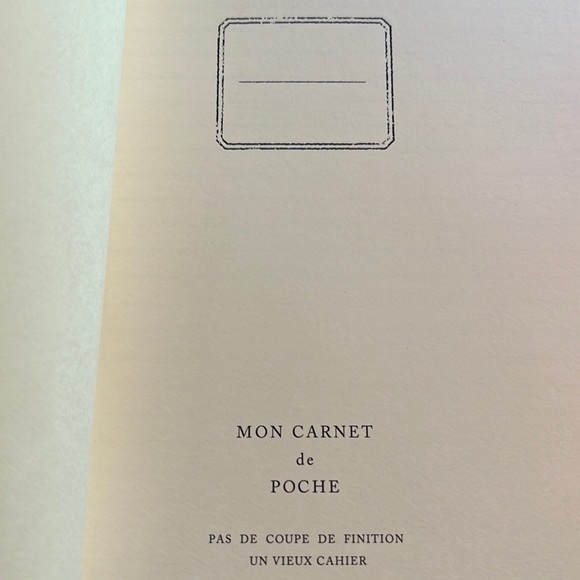 MON CARNET
de
POCHE
PAS DE COUPE DE FINITION
UN VIEUX CAHIER